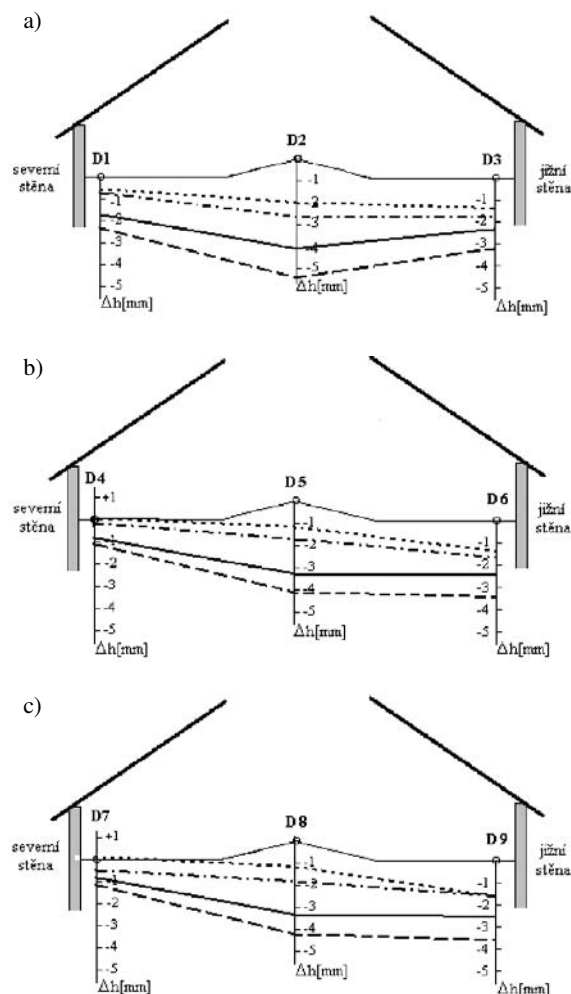 a)
D2
severní
stěna
D1
D3
jižní
stěna
-1
-2
-3
-4
-5
Δh[mm]
-1
-2
-3
-4
-5
Δh[mm]
-1
-2
-3
-4
-5
Δh[mm]
b)
D4
+1
D5
D6
severní
stěna
jižní
stěna
-1
-2
-3
-4
-5
Δh[mm]
-1
-2
-3
-4
-5
Δh[mm]
-1
-2
-3
-4
-5
Δh[mm]
c)
D7
+1
D8
D9
severní
stěna
jižní
stěna
-1
-2
-3
-4
-5
Δh[mm]
-1
-2
-3
-4
-5
Δh[mm]
-1
-2
-3
-4
-5
Δh[mm]